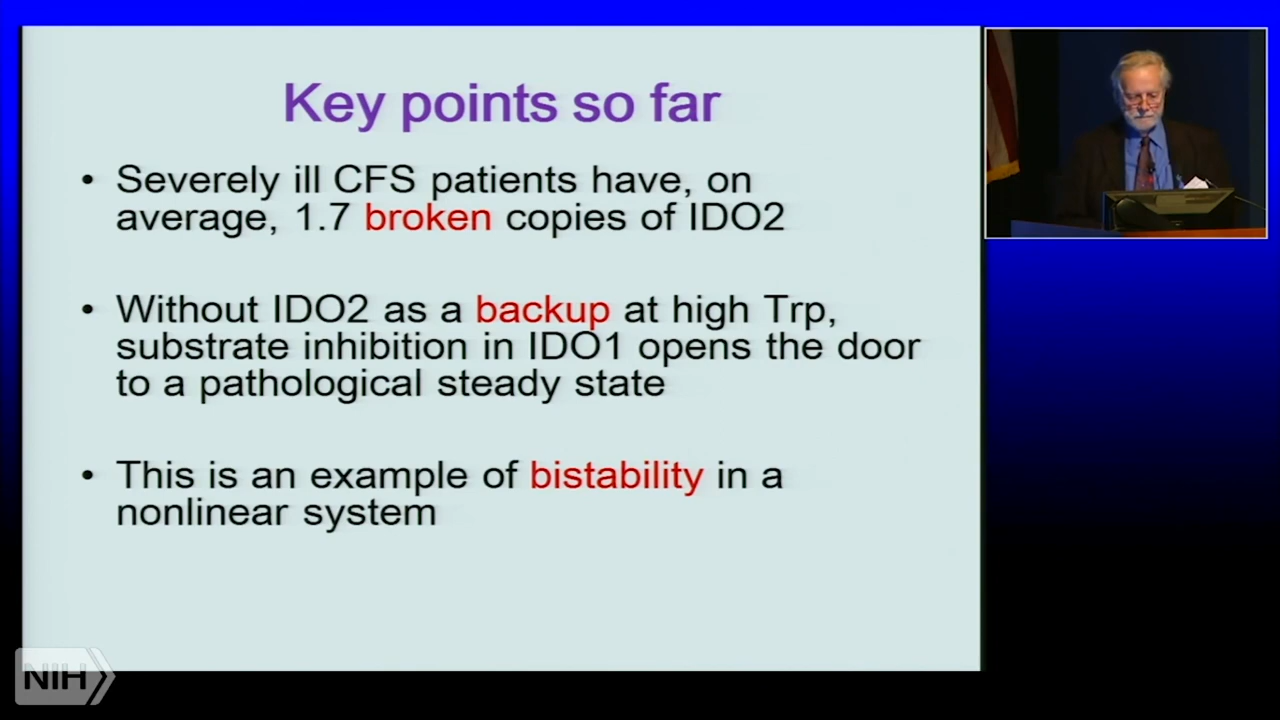 Key points so far
• Severely ill CFS patients have, on
average, 1.7 broken copies of IDO2
• Without IDO2 as a backup at high Trp,
substrate inhibition in IDO1 opens the door
to a pathological steady state
• This is an example of bistability in a
nonlinear system
NIH